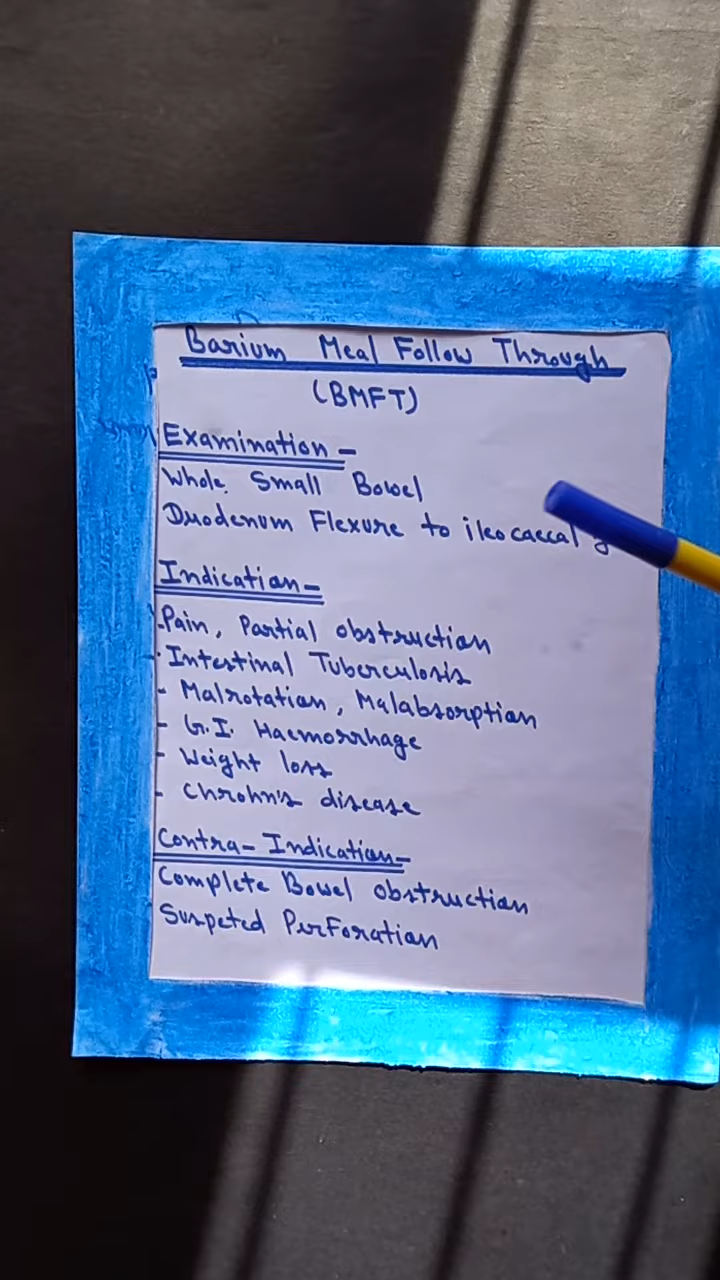 Barium Meal Follow Through
(BMFT)
Examination -
Whole Small Bowel
Duodenum Flexure to ileocaecal
Indication -
Pain, Partial obstruction
- Intestinal Tuberculosis
- Malrotation, Malabsorption
- G.I. Haemorrhage
- Weight loss
- Chrohn's disease
Contra-Indication-
Complete Bowel obstruction
Suspeted Perforation